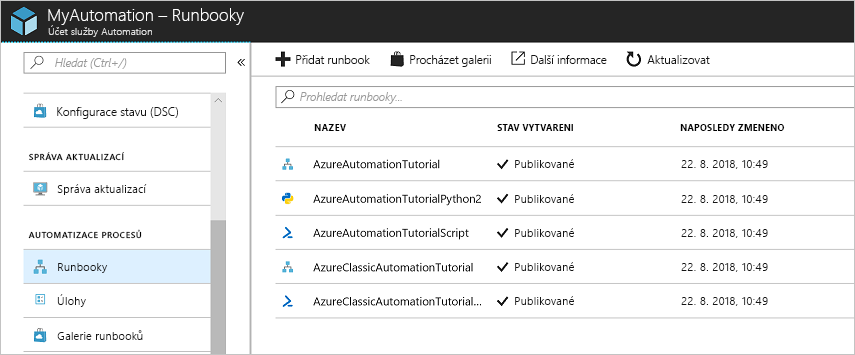 MyAutomation – Runbooky
Účet služby Automation
Hledat (Ctrl+/)
«
Konfigurace stavu (DSC)
SPRÁVA AKTUALIZACÍ
Správa aktualizací
AUTOMATIZACE PROCESŮ
Runbooky
Úlohy
Galerie runbooků
Přidat runbook Procházet galerii Další informace Aktualizovat
Prohledat runbooky...
NÁZEV STAV VYTVÁŘENÍ NAPOSLEDY ZMĚNĚNO
AzureAutomationTutorial Publikované 22. 8. 2018, 10:49
AzureAutomationTutorialPython2 Publikované 22. 8. 2018, 10:49
AzureAutomationTutorialScript Publikované 22. 8. 2018, 10:49
AzureClassicAutomationTutorial Publikované 22. 8. 2018, 10:49
AzureClassicAutomationTutorial... Publikované 22. 8. 2018, 10:49